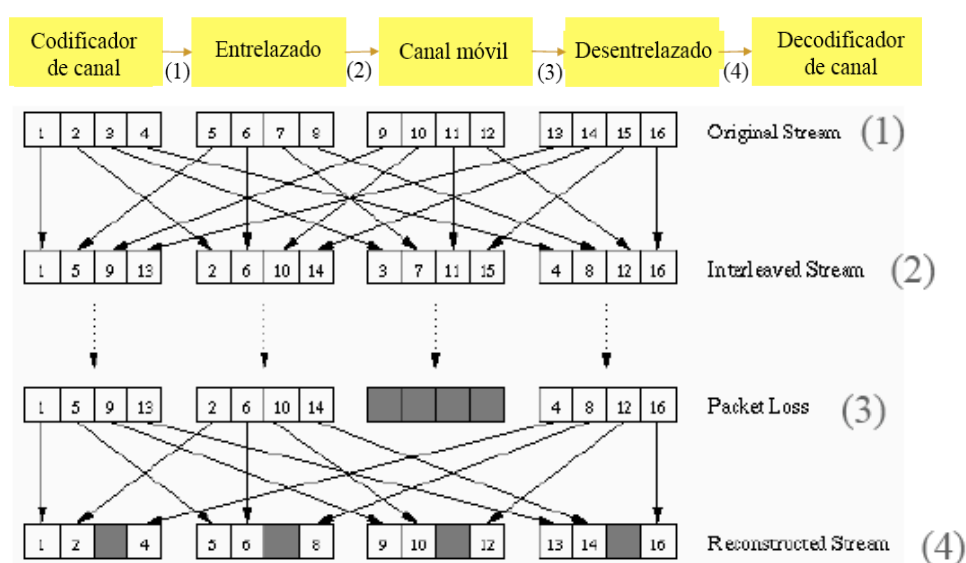 Codificador
de canal
(1)
Entrelazado
(2)
Canal móvil
(3)
Desentrelazado
(4)
Decodificador
de canal
1 2 3 4 5 6 7 8 9 10 11 12 13 14 15 16 Original Stream (1)
1 5 9 13 2 6 10 14 3 7 11 15 4 8 12 16 Interleaved Stream (2)
1 5 9 13 2 6 10 14 4 8 12 16 Packet Loss (3)
1 2 4 5 6 8 9 10 12 13 14 16 Reconstructed Stream (4)